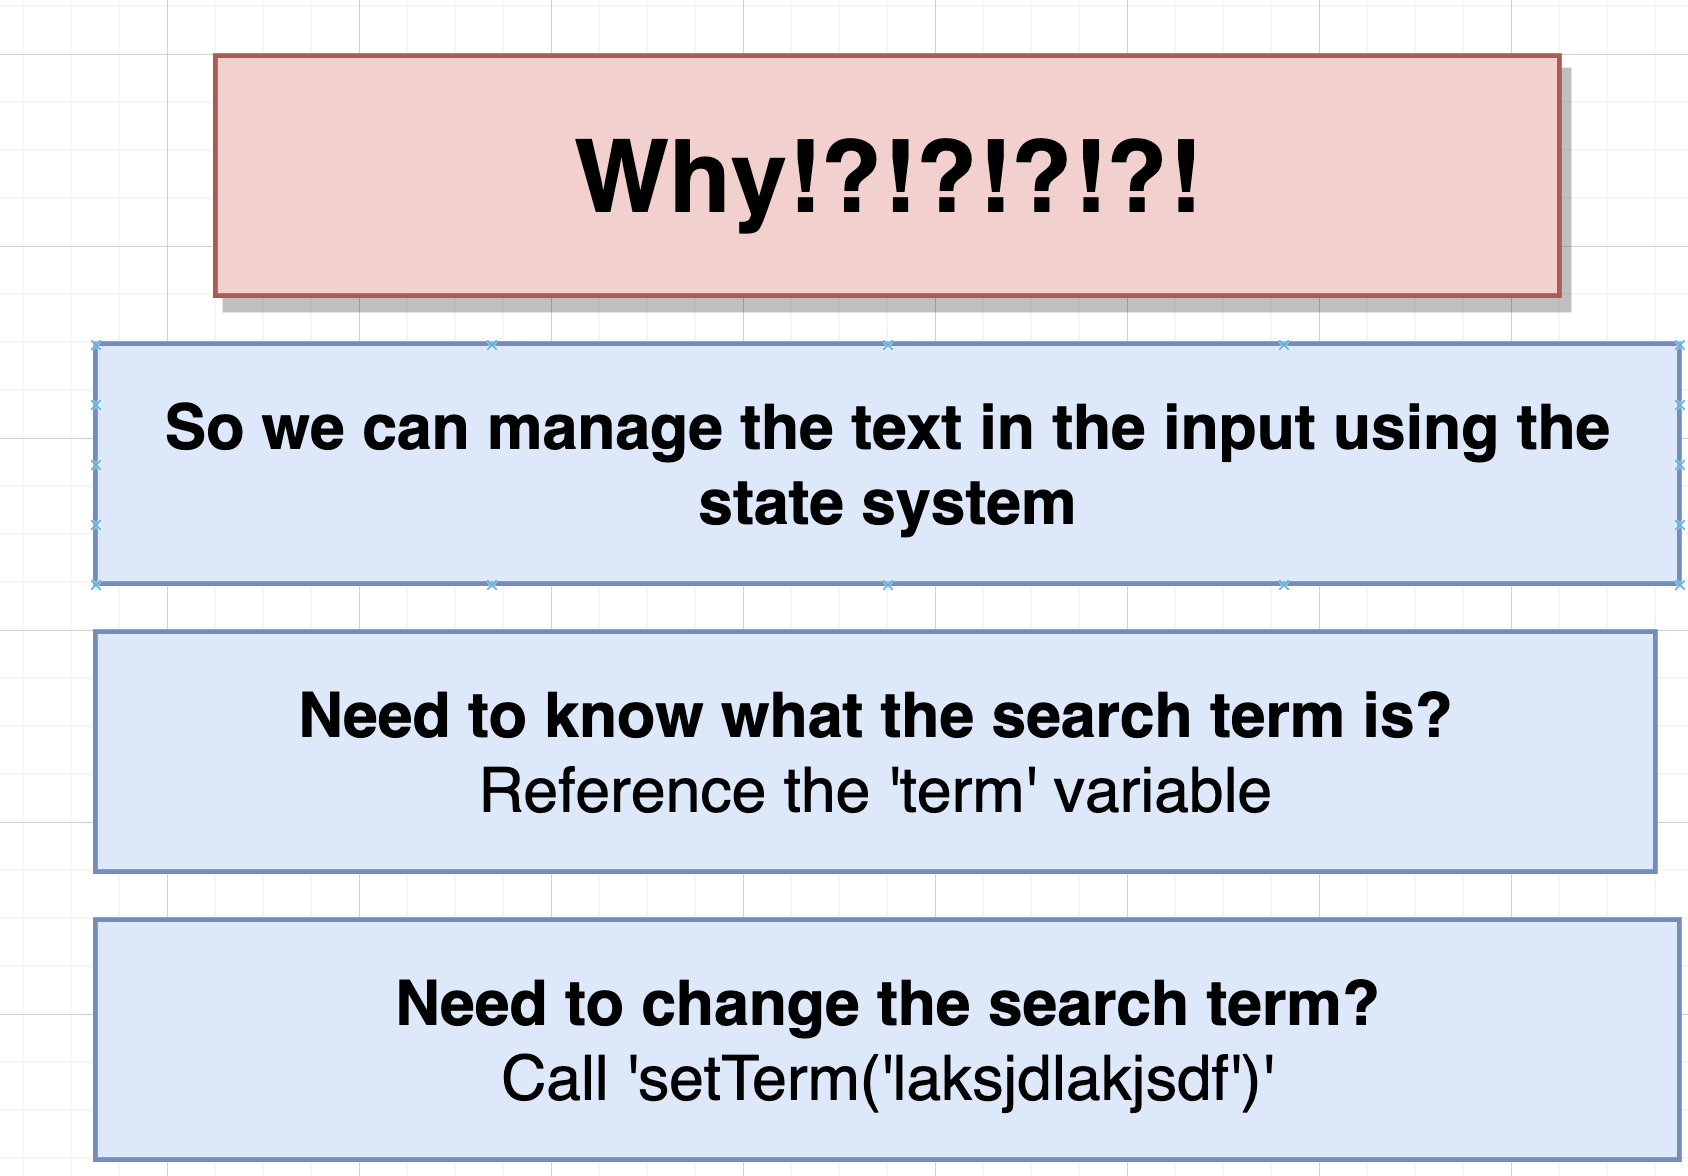 Why!?!?!?!?!
So we can manage the text in the input using the
state system
Need to know what the search term is?
Reference the 'term' variable
Need to change the search term?
Call 'setTerm('laksjdlakjsdf')'